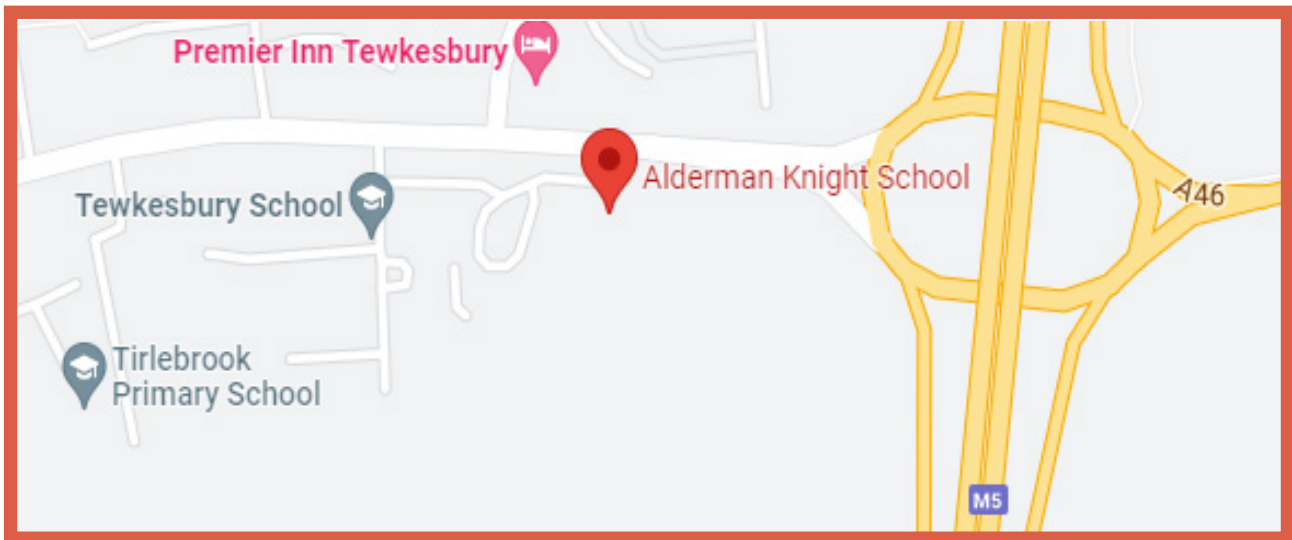 Premier Inn Tewkesbury
Alderman Knight School
A46
Tewkesbury School
Tirlebrook
Primary School
M5